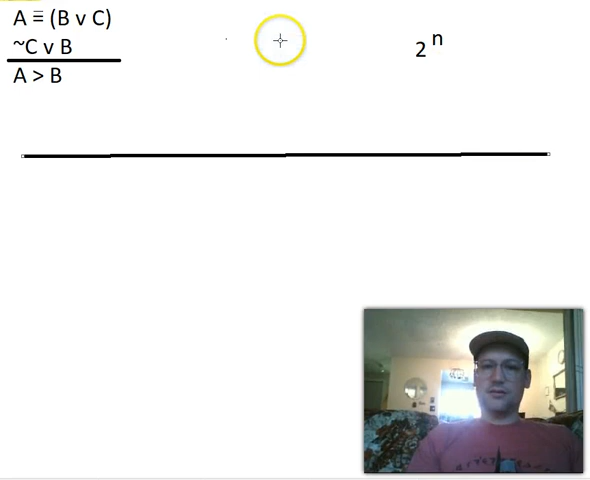 A ≡ (B v C)
~C v B
A > B
2^n